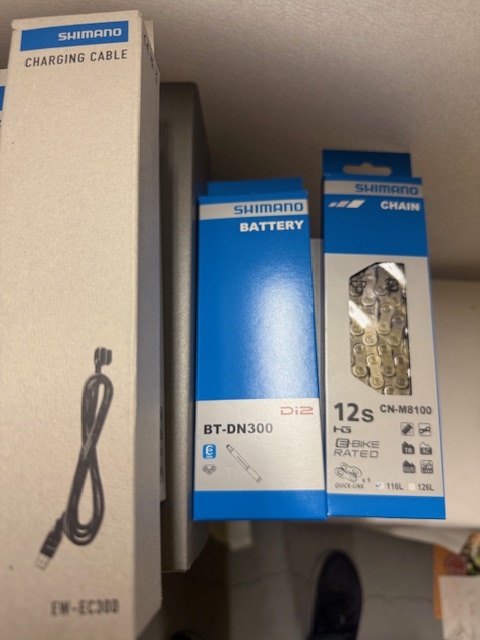 SHIMANO
CHARGING CABLE
EW-EC300
SHIMANO
BATTERY
Di2
BT-DN300
SHIMANO
CHAIN
12s CN-M8100
HG
E-BIKE
RATED
QUICK-LINK x1
116L 126L